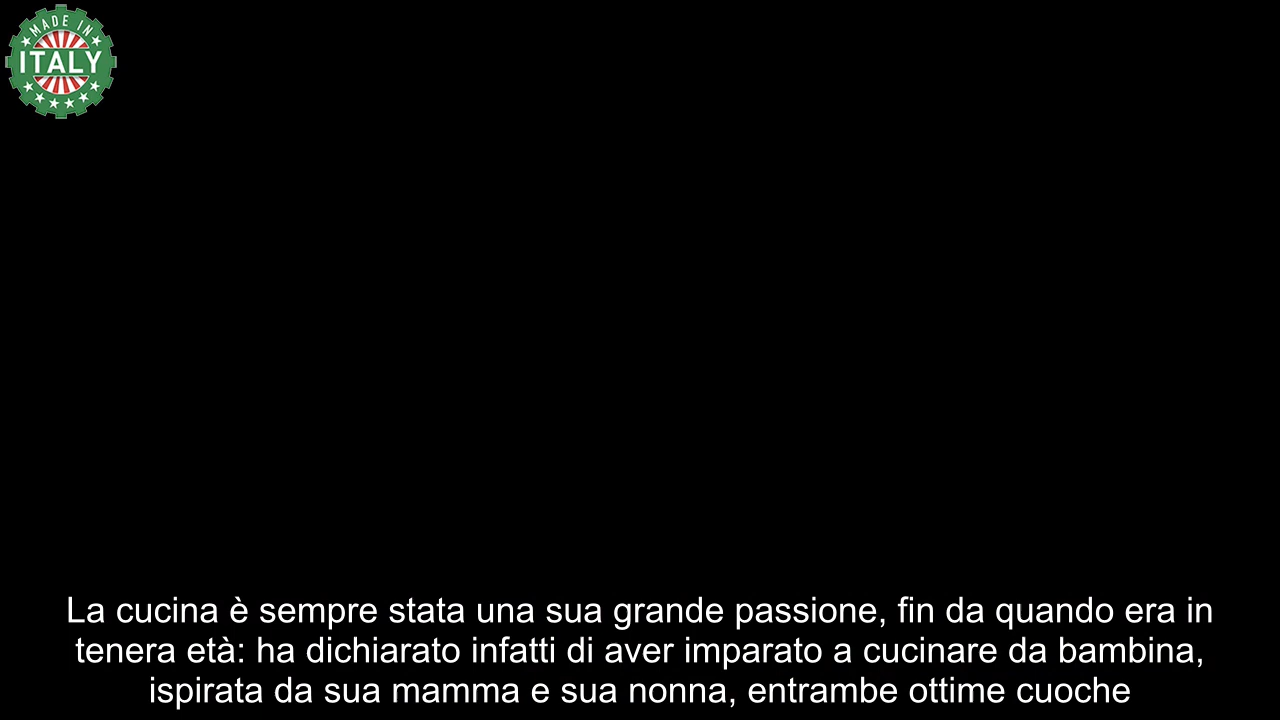 MADE IN
ITALY
La cucina è sempre stata una sua grande passione, fin da quando era in
tenera età: ha dichiarato infatti di aver imparato a cucinare da bambina,
ispirata da sua mamma e sua nonna, entrambe ottime cuoche